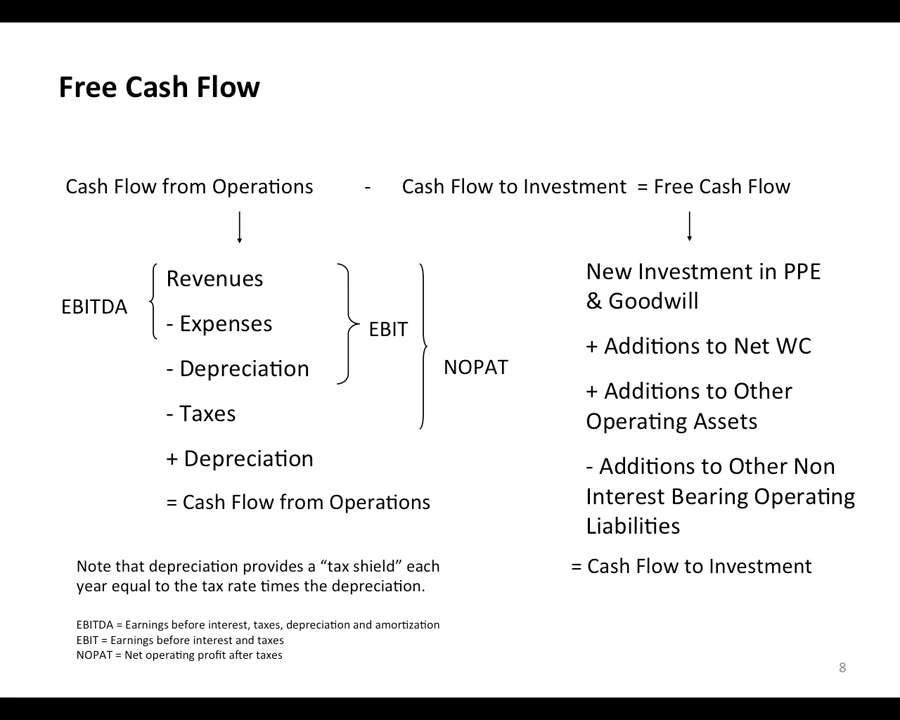 Free Cash Flow
Cash Flow from Operations - Cash Flow to Investment = Free Cash Flow
EBITDA
Revenues
- Expenses
- Depreciation
- Taxes
+ Depreciation
= Cash Flow from Operations
EBIT
NOPAT
New Investment in PPE
& Goodwill
+ Additions to Net WC
+ Additions to Other
Operating Assets
- Additions to Other Non
Interest Bearing Operating
Liabilities
= Cash Flow to Investment
Note that depreciation provides a “tax shield” each
year equal to the tax rate times the depreciation.
EBITDA = Earnings before interest, taxes, depreciation and amortization
EBIT = Earnings before interest and taxes
NOPAT = Net operating profit after taxes
8